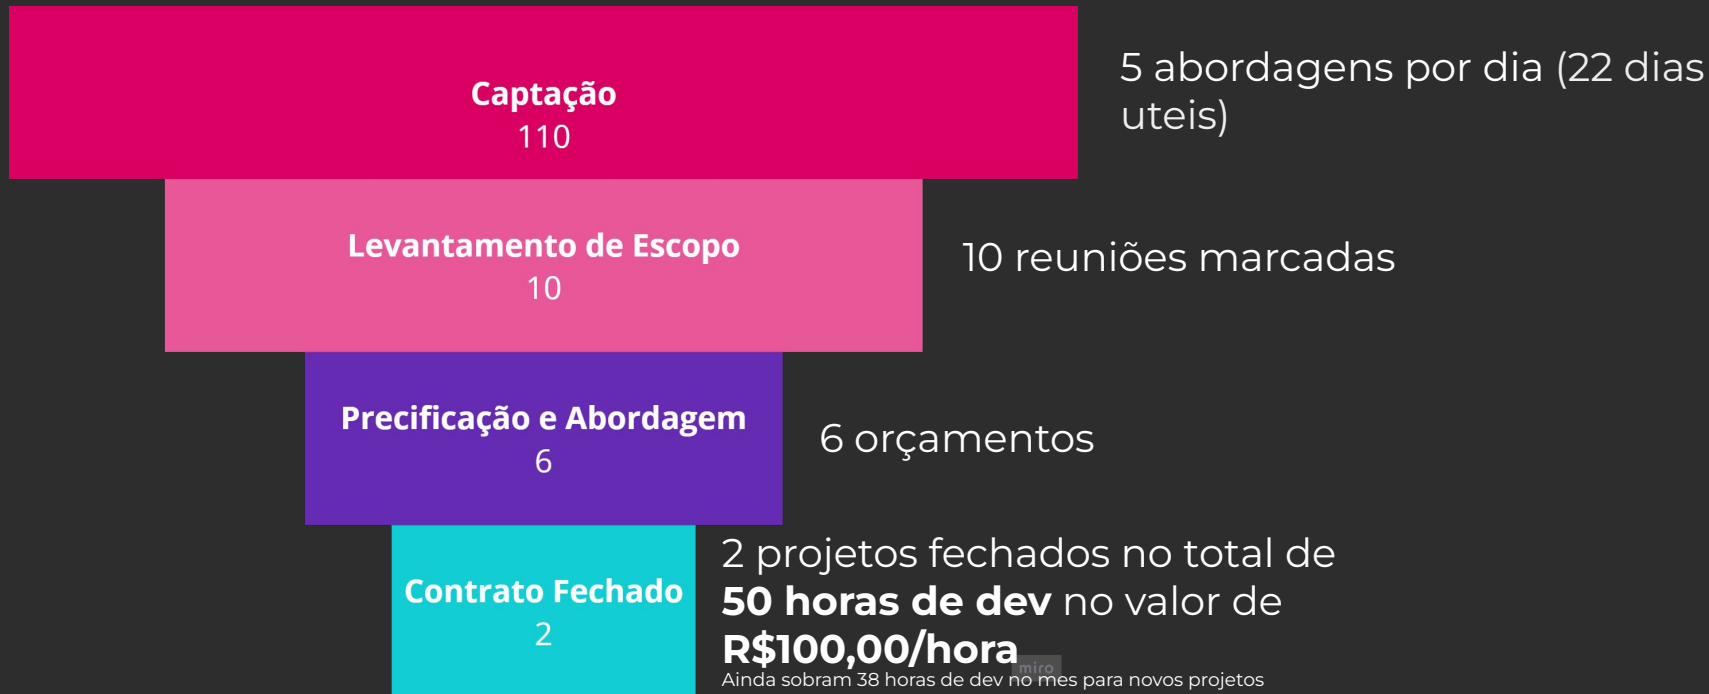 Captação
110
5 abordagens por dia (22 dias
uteis)
Levantamento de Escopo
10
10 reuniões marcadas
Precificação e Abordagem
6
6 orçamentos
Contrato Fechado
2
2 projetos fechados no total de
50 horas de dev no valor de
R$100,00/hora
miro
Ainda sobram 38 horas de dev no mes para novos projetos